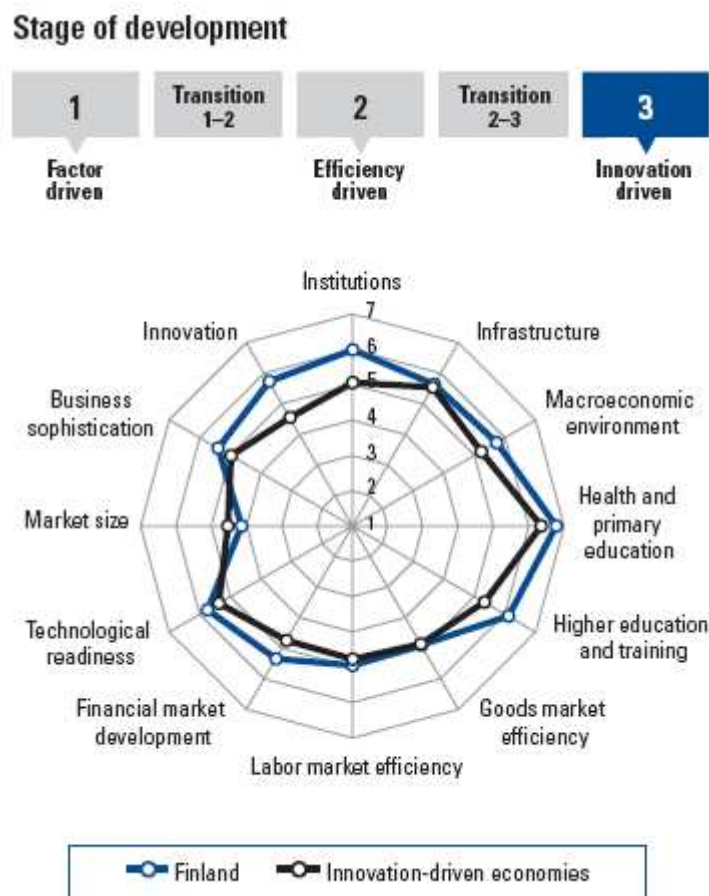 Stage of development
1
Transition
1–2
2
Transition
2–3
3
Factor
driven
Efficiency
driven
Innovation
driven
Institutions
7
Innovation
Infrastructure
6
5
Business
sophistication
Macroeconomic
environment
4
3
2
Market size
1
Health and
primary
education
Technological
readiness
Higher education
and training
Financial market
development
Goods market
efficiency
Labor market efficiency
Finland
Innovation-driven economies